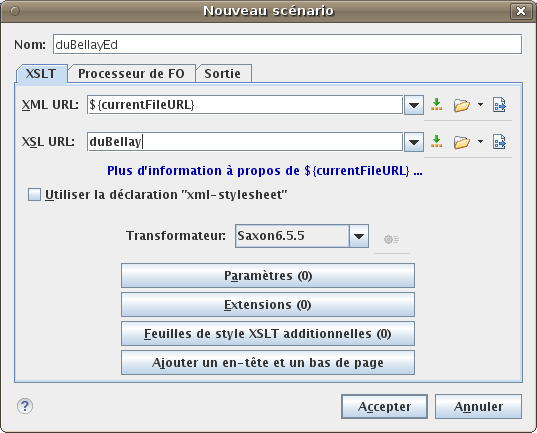 Nouveau scénario
Nom: duBellayEd
XSLT Processeur de FO Sortie
XML URL: ${currentFileURL}
XSL URL: duBellay
Plus d'information à propos de ${currentFileURL} ...
Utiliser la déclaration "xml-stylesheet"
Transformateur: Saxon6.5.5
Paramètres (0)
Extensions (0)
Feuilles de style XSLT additionnelles (0)
Ajouter un en-tête et un bas de page
? Accepter Annuler